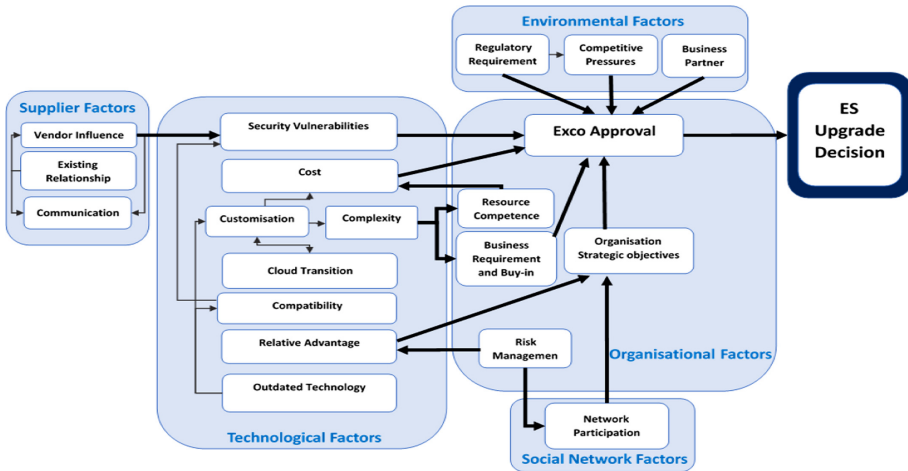 Environmental Factors
Regulatory
Requirement
Competitive
Pressures
Business
Partner
Supplier Factors
Vendor Influence
Existing
Relationship
Communication
Security Vulnerabilities
Cost
Customisation
Complexity
Cloud Transition
Compatibility
Relative Advantage
Outdated Technology
Technological Factors
Exco Approval
Resource
Competence
Business
Requirement
and Buy-in
Organisation
Strategic objectives
Risk
Managemen
Organisational Factors
Network
Participation
Social Network Factors
ES
Upgrade
Decision